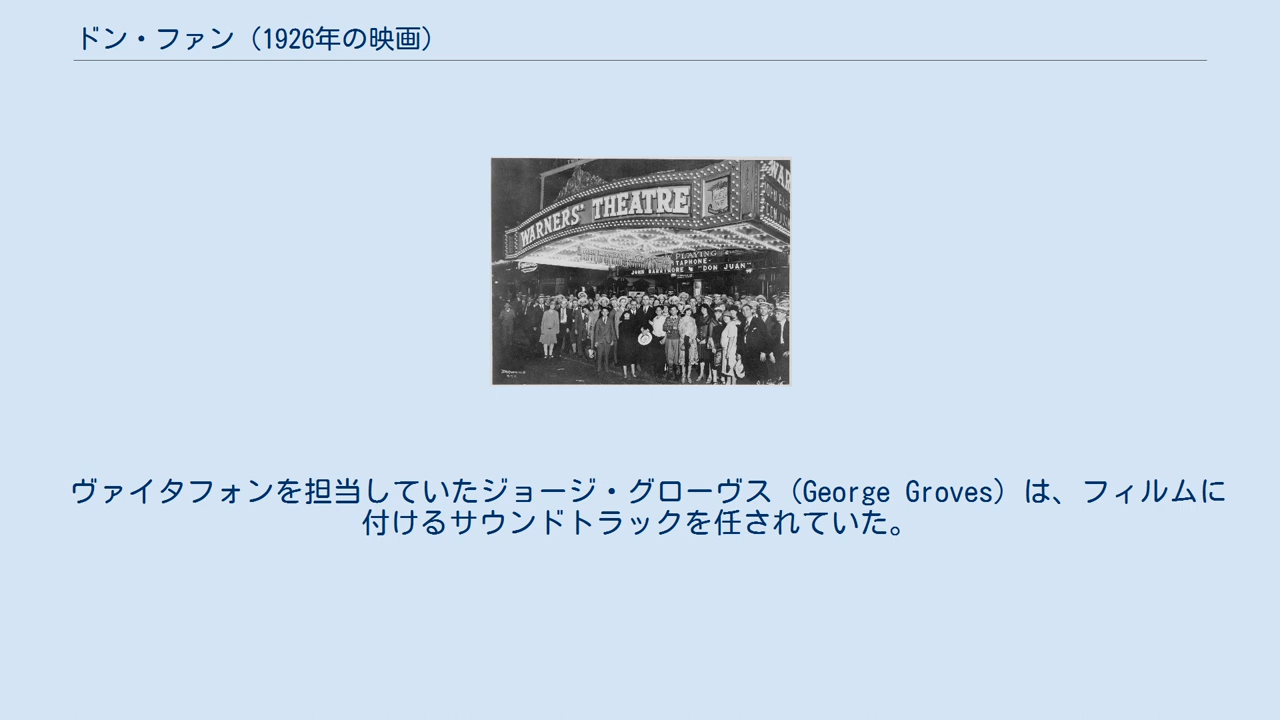 ドン・ファン（1926年の映画）
WARNERS' THEATRE
PLAYING
TAPHONE-
"DON JUAN"
ヴァイタフォンを担当していたジョージ・グローヴス（George Groves）は、フィルムに
付けるサウンドトラックを任されていた。